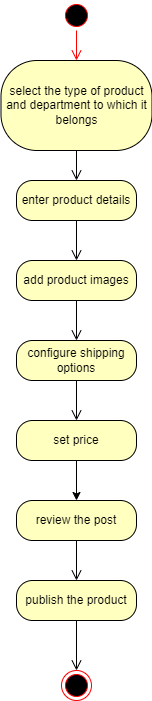 select the type of product
and department to which it
belongs
enter product details
add product images
configure shipping
options
set price
review the post
publish the product